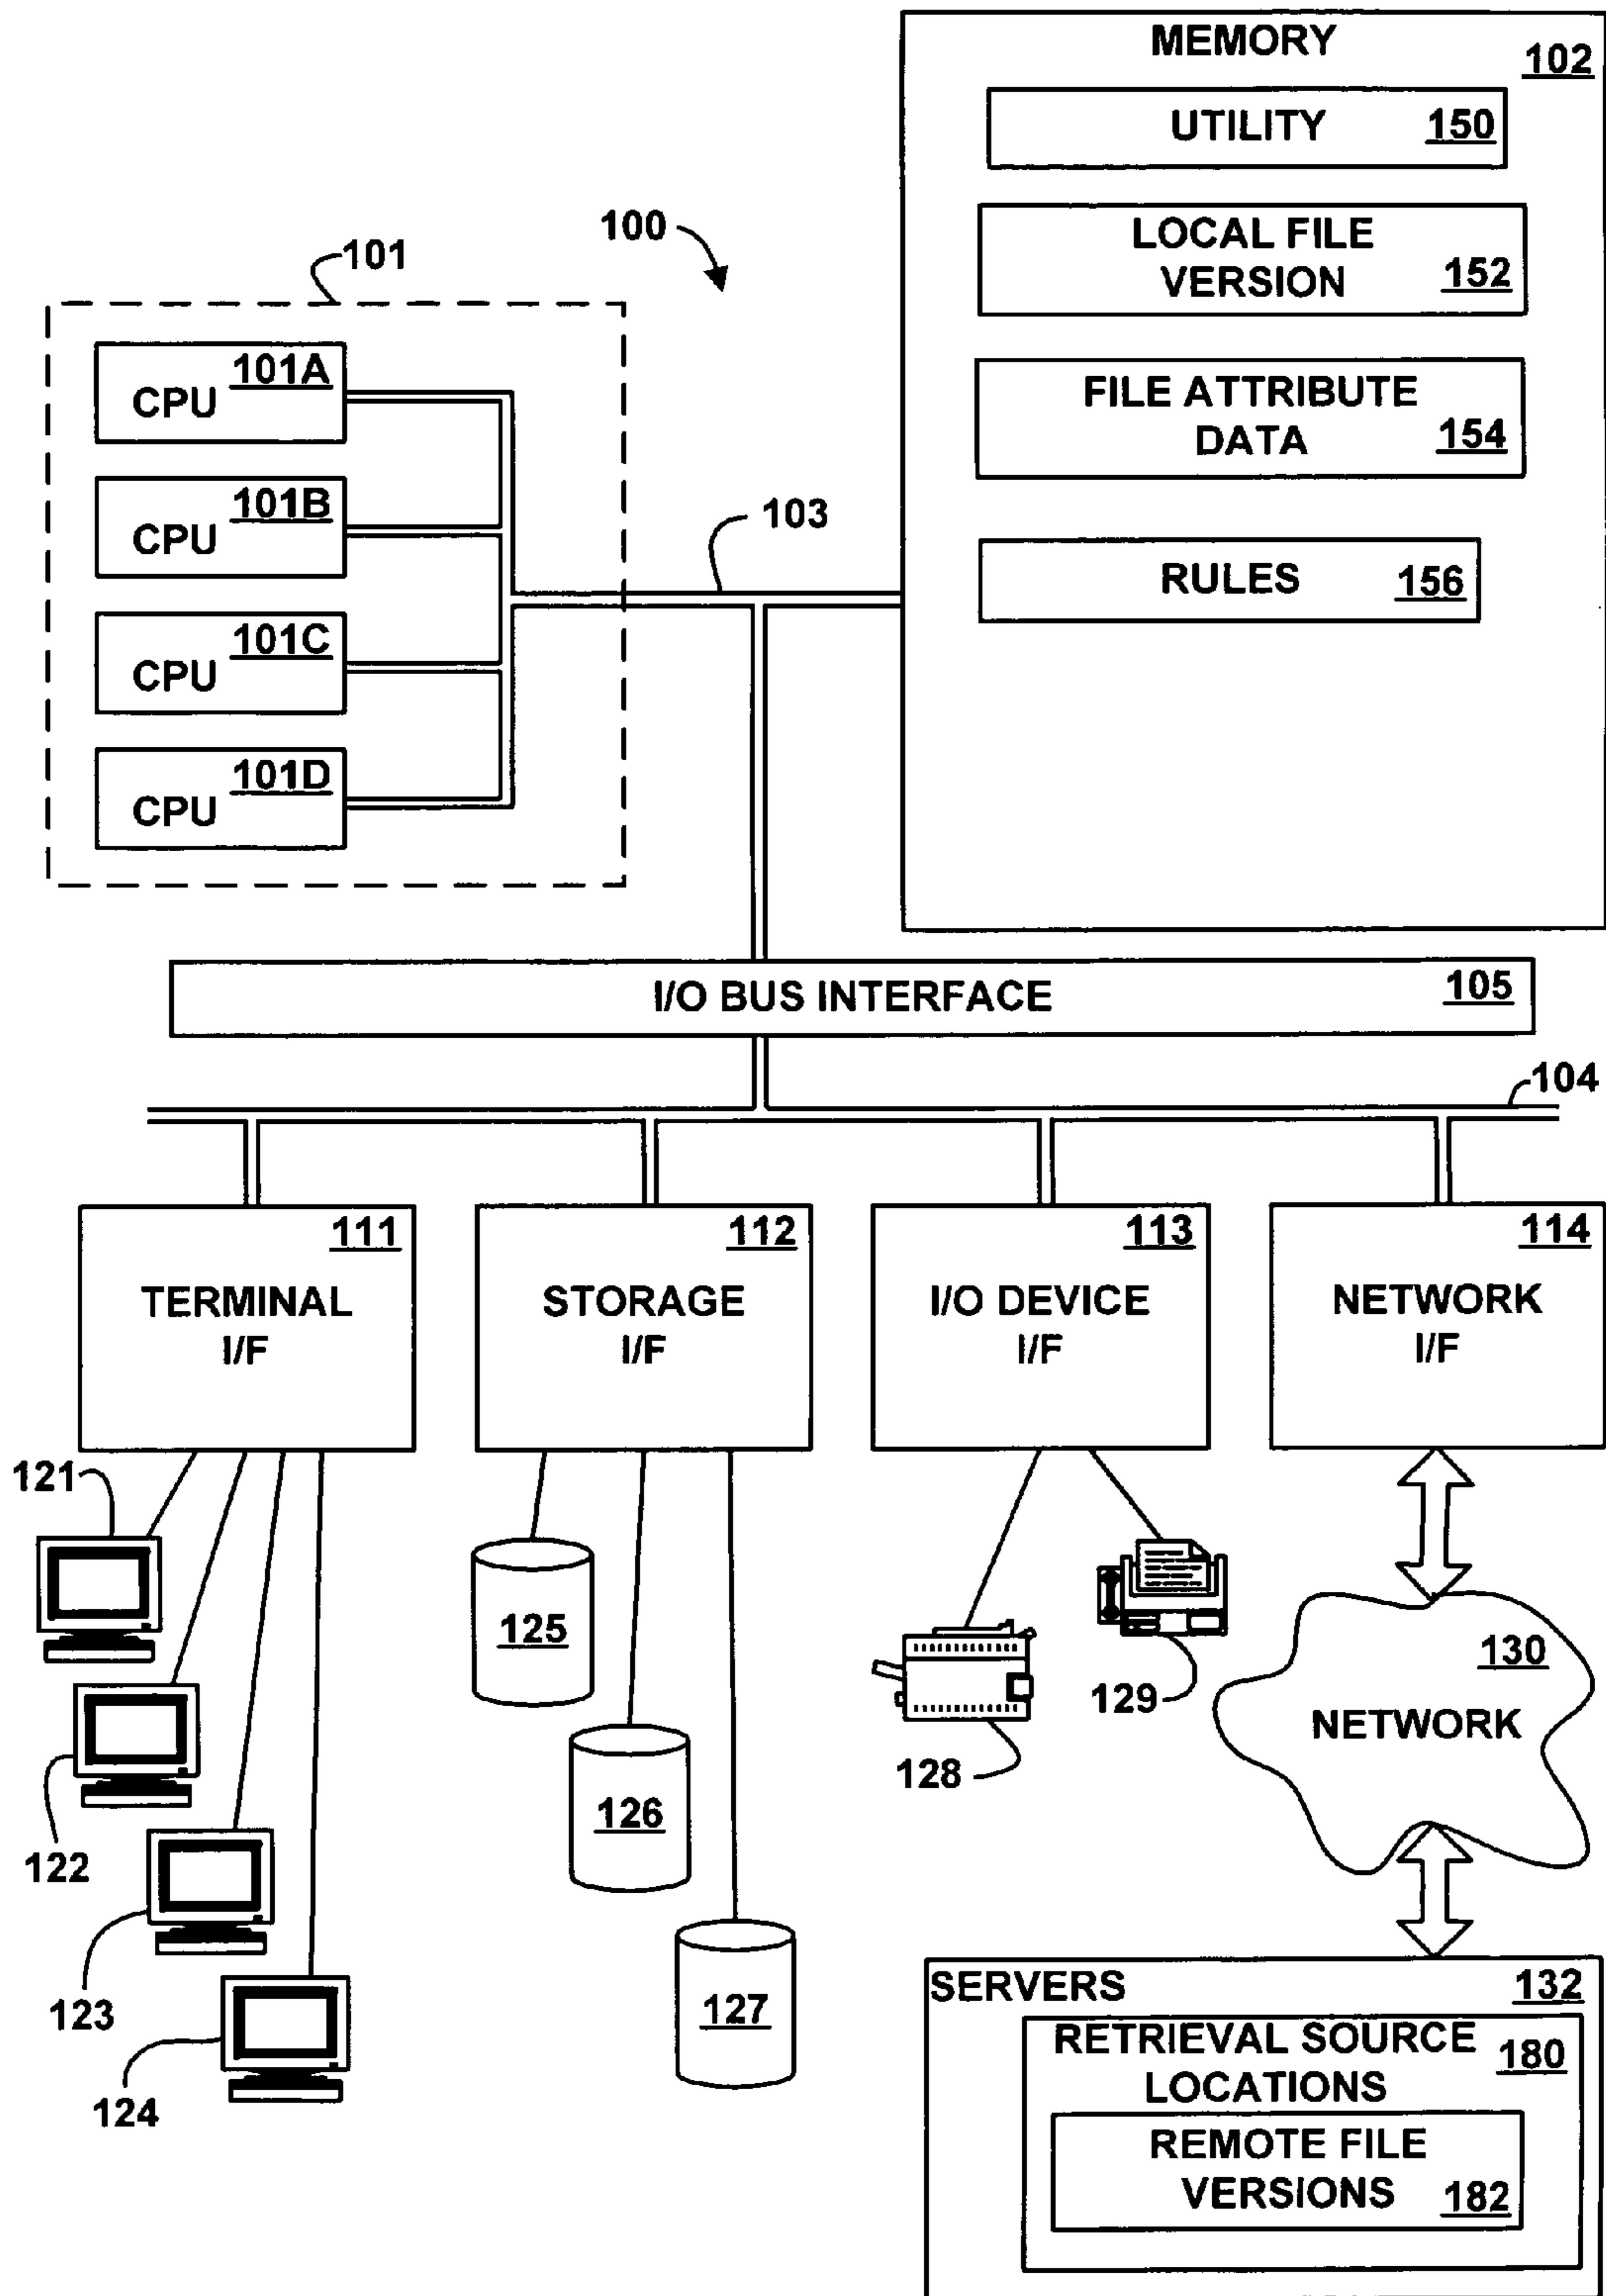 MEMORY
102
UTILITY 150
LOCAL FILE
VERSION 152
FILE ATTRIBUTE
DATA 154
RULES 156
100
101
CPU 101A
CPU 101B
CPU 101C
CPU 101D
103
I/O BUS INTERFACE 105
104
111
TERMINAL
I/F
112
STORAGE
I/F
113
I/O DEVICE
I/F
114
NETWORK
I/F
121
122
123
124
125
126
127
128
129
130
NETWORK
SERVERS 132
RETRIEVAL SOURCE
LOCATIONS 180
REMOTE FILE
VERSIONS 182